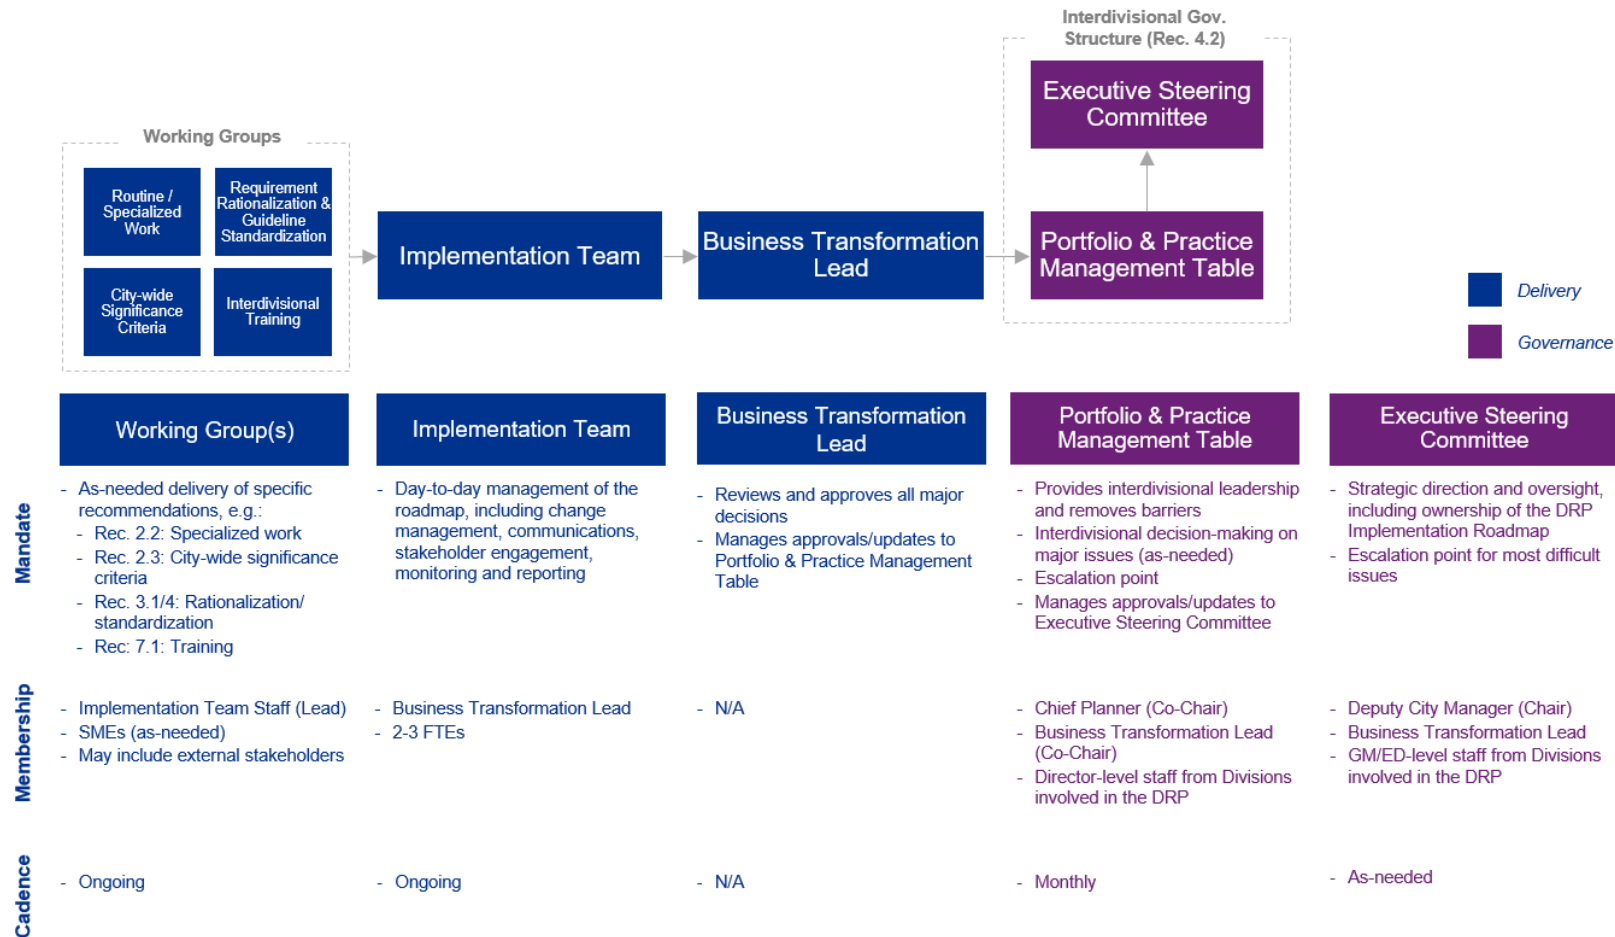 Interdivisional Gov.
Structure (Rec. 4.2)
Executive Steering
Committee
Working Groups
Routine /
Specialized
Work
Requirement
Rationalization &
Guideline
Standardization
City-wide
Significance
Criteria
Interdivisional
Training
Implementation Team
Business Transformation
Lead
Portfolio & Practice
Management Table
Delivery
Governance
Working Group(s)
Implementation Team
Business Transformation
Lead
Portfolio & Practice
Management Table
Executive Steering
Committee
Mandate
- As-needed delivery of specific
recommendations, e.g.:
- Rec. 2.2: Specialized work
- Rec. 2.3: City-wide significance
criteria
- Rec. 3.1/4: Rationalization/
standardization
- Rec: 7.1: Training
- Day-to-day management of the
roadmap, including change
management, communications,
stakeholder engagement,
monitoring and reporting
- Reviews and approves all major
decisions
- Manages approvals/updates to
Portfolio & Practice Management
Table
- Provides interdivisional leadership
and removes barriers
- Interdivisional decision-making on
major issues (as-needed)
- Escalation point
- Manages approvals/updates to
Executive Steering Committee
- Strategic direction and oversight,
including ownership of the DRP
Implementation Roadmap
- Escalation point for most difficult
issues
Membership
- Implementation Team Staff (Lead)
- SMEs (as-needed)
- May include external stakeholders
- Business Transformation Lead
- 2-3 FTEs
- N/A
- Chief Planner (Co-Chair)
- Business Transformation Lead
(Co-Chair)
- Director-level staff from Divisions
involved in the DRP
- Deputy City Manager (Chair)
- Business Transformation Lead
- GM/ED-level staff from Divisions
involved in the DRP
Cadence
- Ongoing
- Ongoing
- N/A
- Monthly
- As-needed